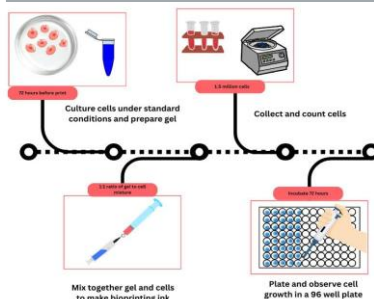 72 hours before print
Culture cells under standard
conditions and prepare gel
1.5 million cells
Collect and count cells
1:1 ratio of gel to cell
mixture
Mix together gel and cells
to make bioprinting ink
Incubate 72 hours
Plate and observe cell
growth in a 96 well plate